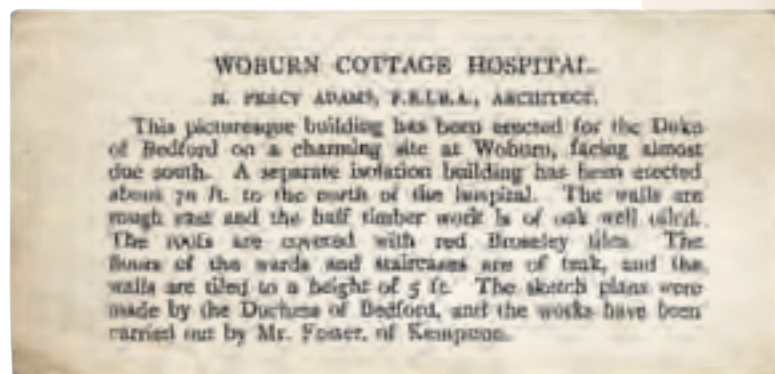 WOBURN COTTAGE HOSPITAL.
H. PERCY ADAMS, F.R.I.B.A., ARCHITECT.
This picturesque building has been erected for the Duke
of Bedford on a charming site at Woburn, facing almost
due south. A separate isolation building has been erected
about 70 ft. to the north of the hospital. The walls are
rough cast and the half timber work is of oak well oiled.
The roofs are covered with red Broseley tiles. The
floors of the wards and staircases are of teak, and the
walls are tiled to a height of 5 ft. The sketch plans were
made by the Duchess of Bedford, and the works have been
carried out by Mr. Foster, of Kempston.